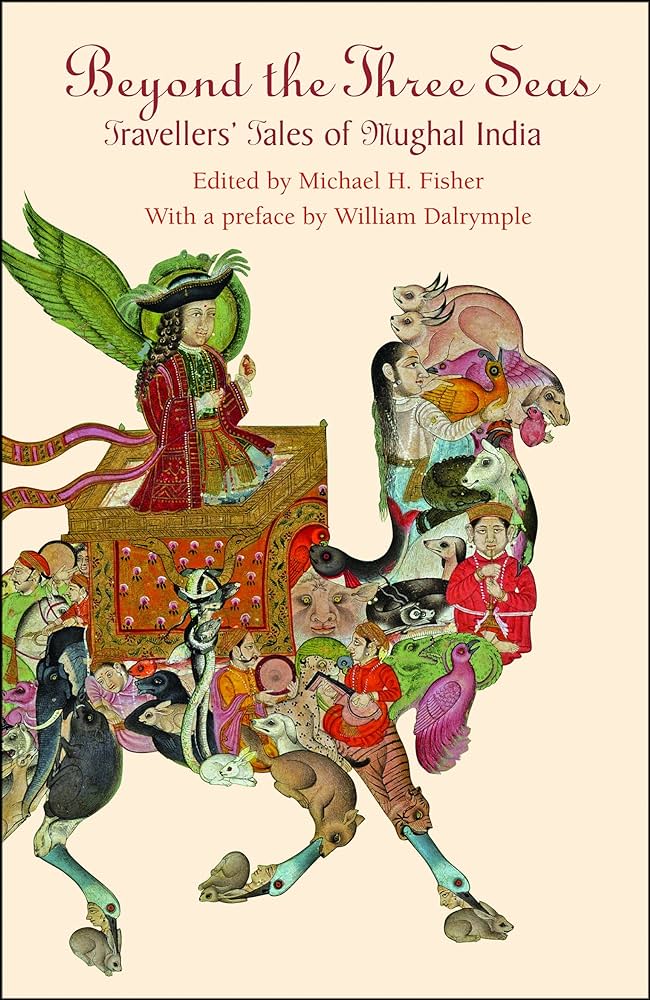 Beyond the Three Seas
Travellers' Tales of Mughal India
Edited by Michael H. Fisher
With a preface by William Dalrymple